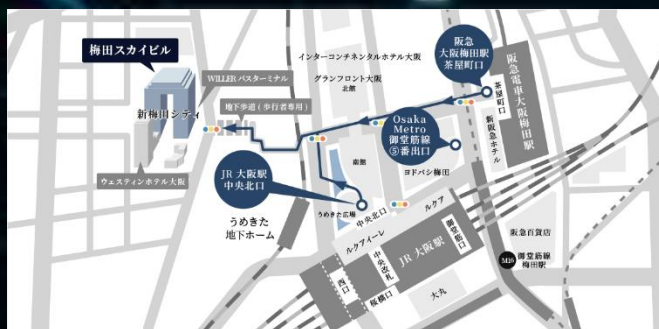 梅田スカイビル
WILLER バスターミナル
新梅田シティ
地下歩道 ( 歩行者専用 )
ウェスティンホテル大阪
インターコンチネンタルホテル大阪
グランフロント大阪
北館
阪急
大阪梅田駅
茶屋町口
阪急電車大阪梅田駅
茶屋町口
新阪急ホテル
Osaka
Metro
御堂筋線
⑤番出口
ヨドバシ梅田
南館
JR 大阪駅
中央北口
うめきた広場
うめきた
地下ホーム
中央北口
ルクア
ルクアイーレ
御堂筋口
JR 大阪駅
中央改札
西口
桜橋口
大丸
阪急百貨店
M16
御堂筋線
梅田駅